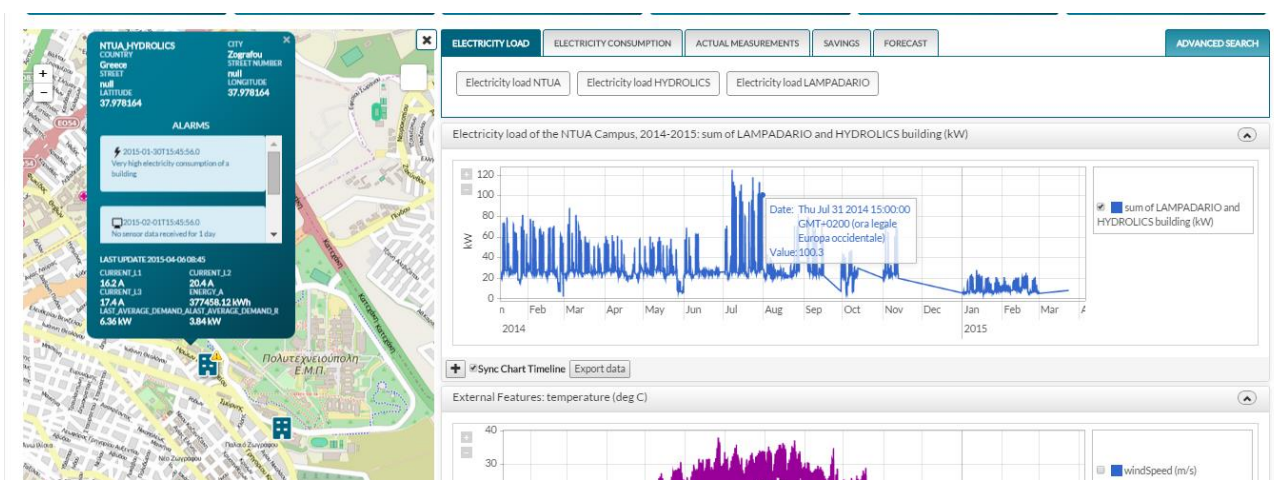 NTUA_HYDROLICS
COUNTRY
Greece
STREET
null
LATITUDE
37.978164
CITY
Zografou
STREET NUMBER
null
LONGITUDE
37.978164
ALARMS
2015-01-30T15:45:56.0
Very high electricity consumption of a
building
2015-02-01T15:45:56.0
No sensor data received for 1 day
LAST UPDATE 2015-04-06 08:45
CURRENT_L1 CURRENT_L2
16.2 A 20.4 A
CURRENT_L3 ENERGY_A
17.4 A 377458.12 kWh
LAST_AVERAGE_DEMAND_ALAST_AVERAGE_DEMAND_R
6.36 kW 3.84 kW
Πολυτεχνειούπολη
Ε.Μ.Π.
ELECTRICITY LOAD ELECTRICITY CONSUMPTION ACTUAL MEASUREMENTS SAVINGS FORECAST ADVANCED SEARCH
Electricity load NTUA Electricity load HYDROLICS Electricity load LAMPADARIO
Electricity load of the NTUA Campus, 2014-2015: sum of LAMPADARIO and HYDROLICS building (kW)
120
100
80
60
40
20
0
kW
Date: Thu Jul 31 2014 15:00:00
GMT+0200 (ora legale
Europa occidentale)
Value: 100.3
sum of LAMPADARIO and
HYDROLICS building (kW)
n Feb Mar Apr May Jun Jul Aug Sep Oct Nov Dec Jan Feb Mar A
2014 2015
Sync Chart Timeline Export data
External Features: temperature (deg C)
40
30
windSpeed (m/s)